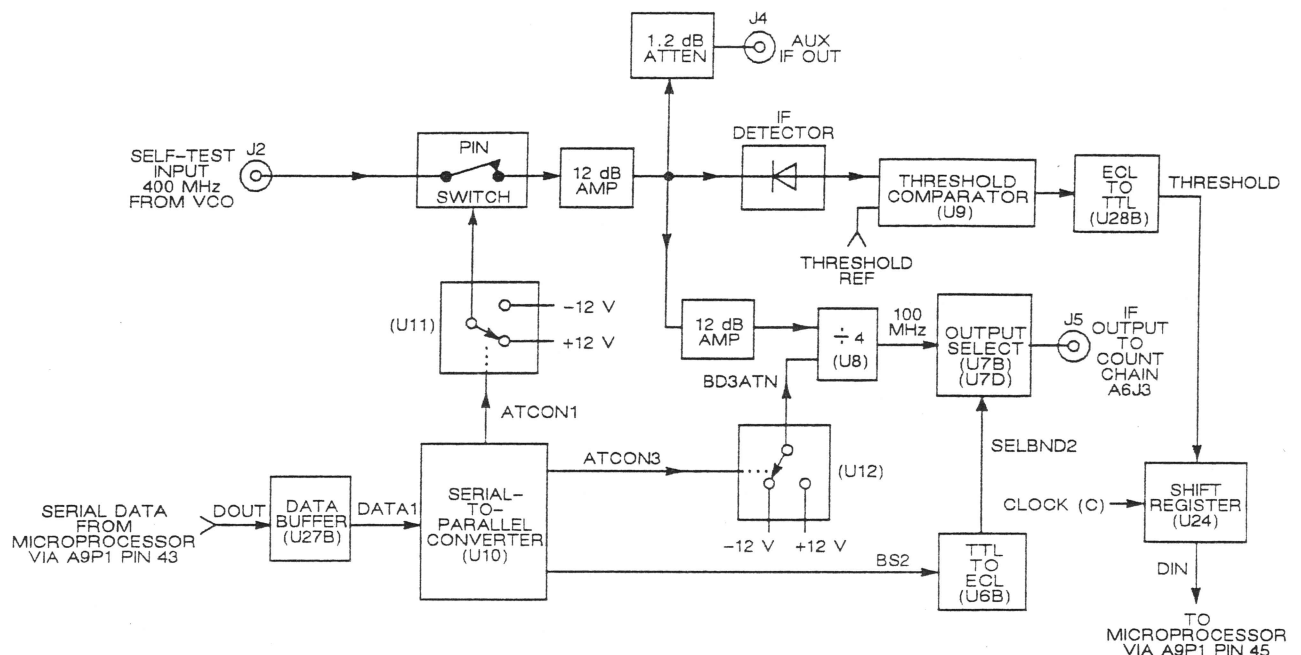 J4
1.2 dB
ATTEN
AUX
IF OUT
IF
DETECTOR
SELF-TEST
INPUT
400 MHz
FROM VCO
J2
PIN
SWITCH
12 dB
AMP
THRESHOLD
COMPARATOR
(U9)
ECL
TO
TTL
(U28B)
THRESHOLD
THRESHOLD
REF
(U11)
-12 V
+12 V
12 dB
AMP
÷4
(U8)
100
MHz
OUTPUT
SELECT
(U7B)
(U7D)
J5
IF
OUTPUT
TO
COUNT
CHAIN
A6J3
BD3ATN
ATCON1
SELBND2
ATCON3
(U12)
-12 V
+12 V
SERIAL DATA
FROM
MICROPROCESSOR
VIA A9P1 PIN 43
DOUT
DATA
BUFFER
(U27B)
DATA1
SERIAL-
TO-
PARALLEL
CONVERTER
(U10)
BS2
TTL
TO
ECL
(U6B)
CLOCK (C)
SHIFT
REGISTER
(U24)
DIN
TO
MICROPROCESSOR
VIA A9P1 PIN 45